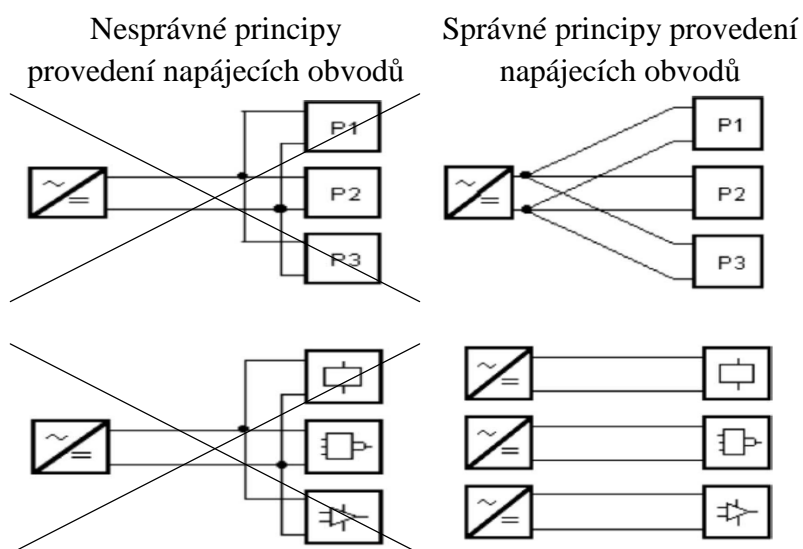 Nesprávné principy
provedení napájecích obvodů
Správné principy provedení
napájecích obvodů
P1
P2
P3
P1
P2
P3